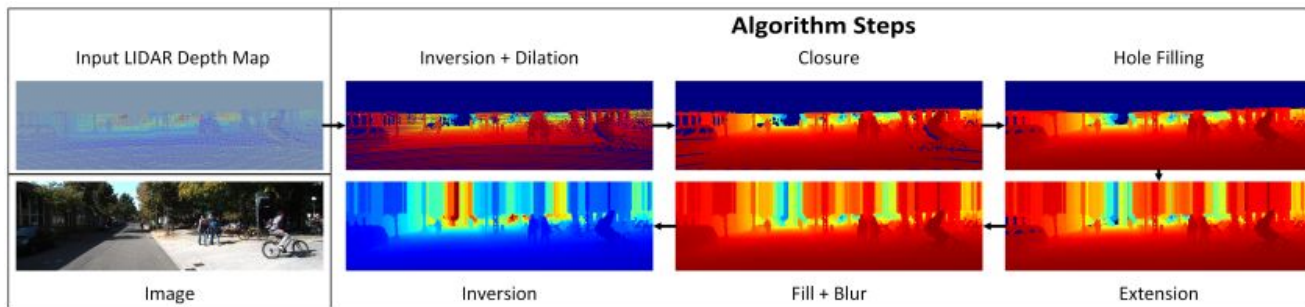 Algorithm Steps
Input LIDAR Depth Map
Inversion + Dilation
Closure
Hole Filling
Image
Inversion
Fill + Blur
Extension